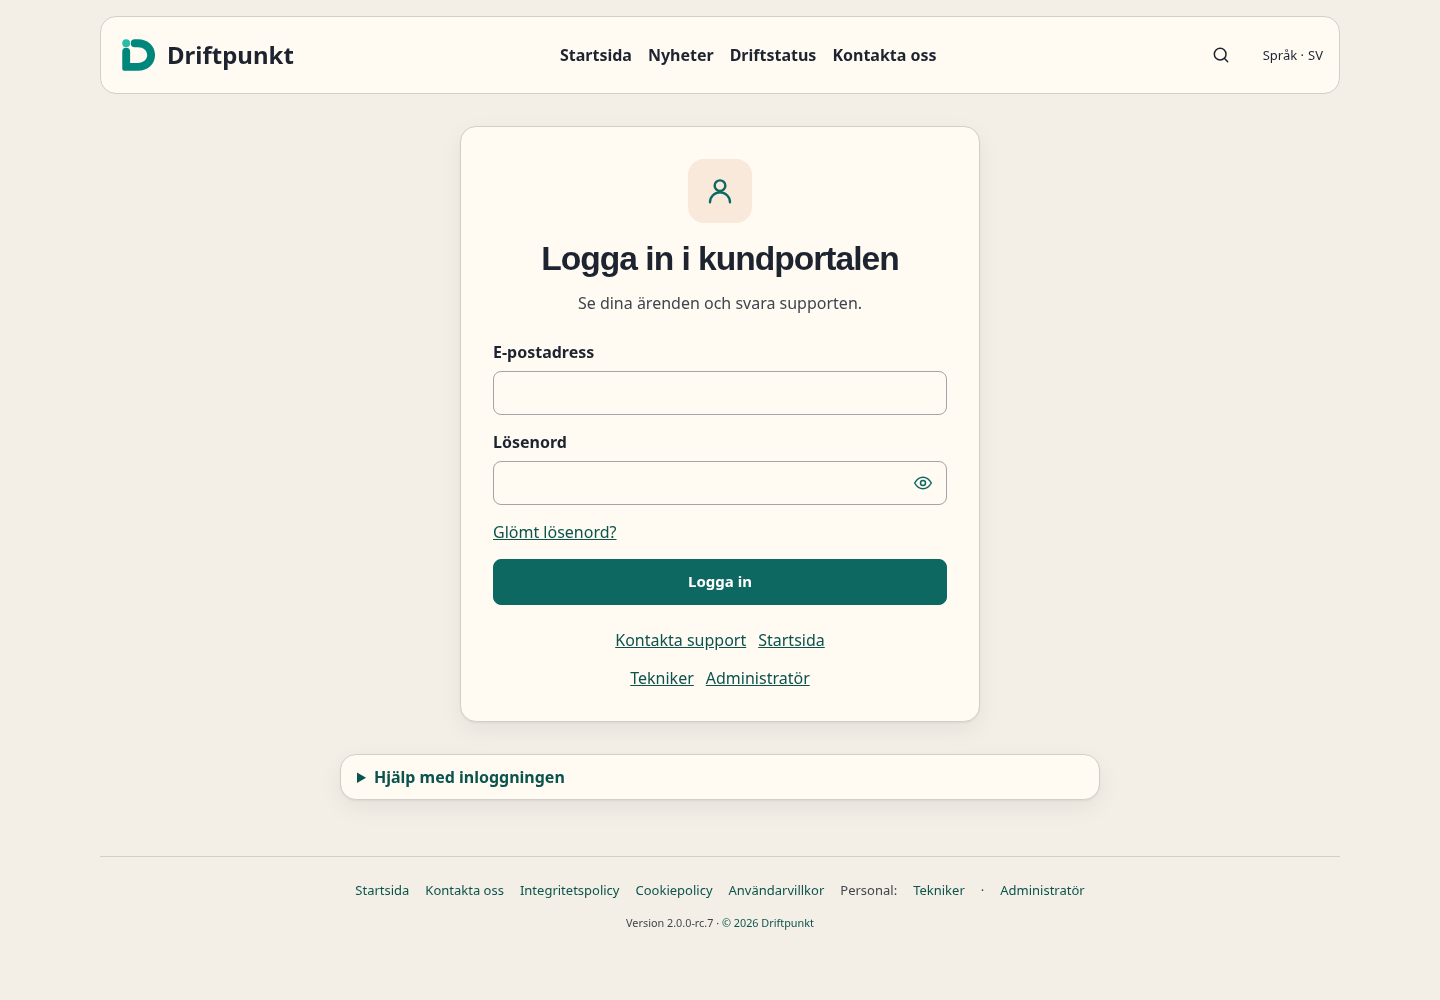 Driftpunkt
Startsida Nyheter Driftstatus Kontakta oss
Språk · SV
Logga in i kundportalen
Se dina ärenden och svara supporten.
E-postadress
Lösenord
Glömt lösenord?
Logga in
Kontakta support Startsida
Tekniker Administratör
Hjälp med inloggningen
Startsida Kontakta oss Integritetspolicy Cookiepolicy Användarvillkor Personal: Tekniker · Administratör
Version 2.0.0-rc.7 · © 2026 Driftpunkt